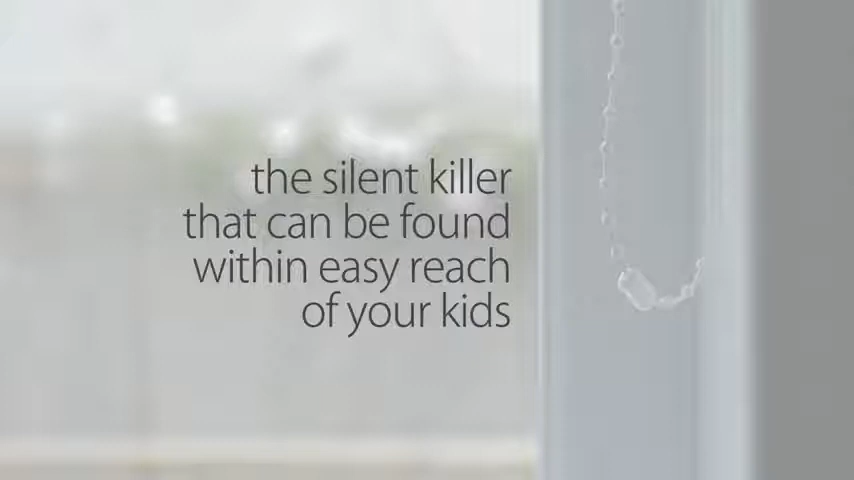 the silent killer
that can be found
within easy reach
of your kids